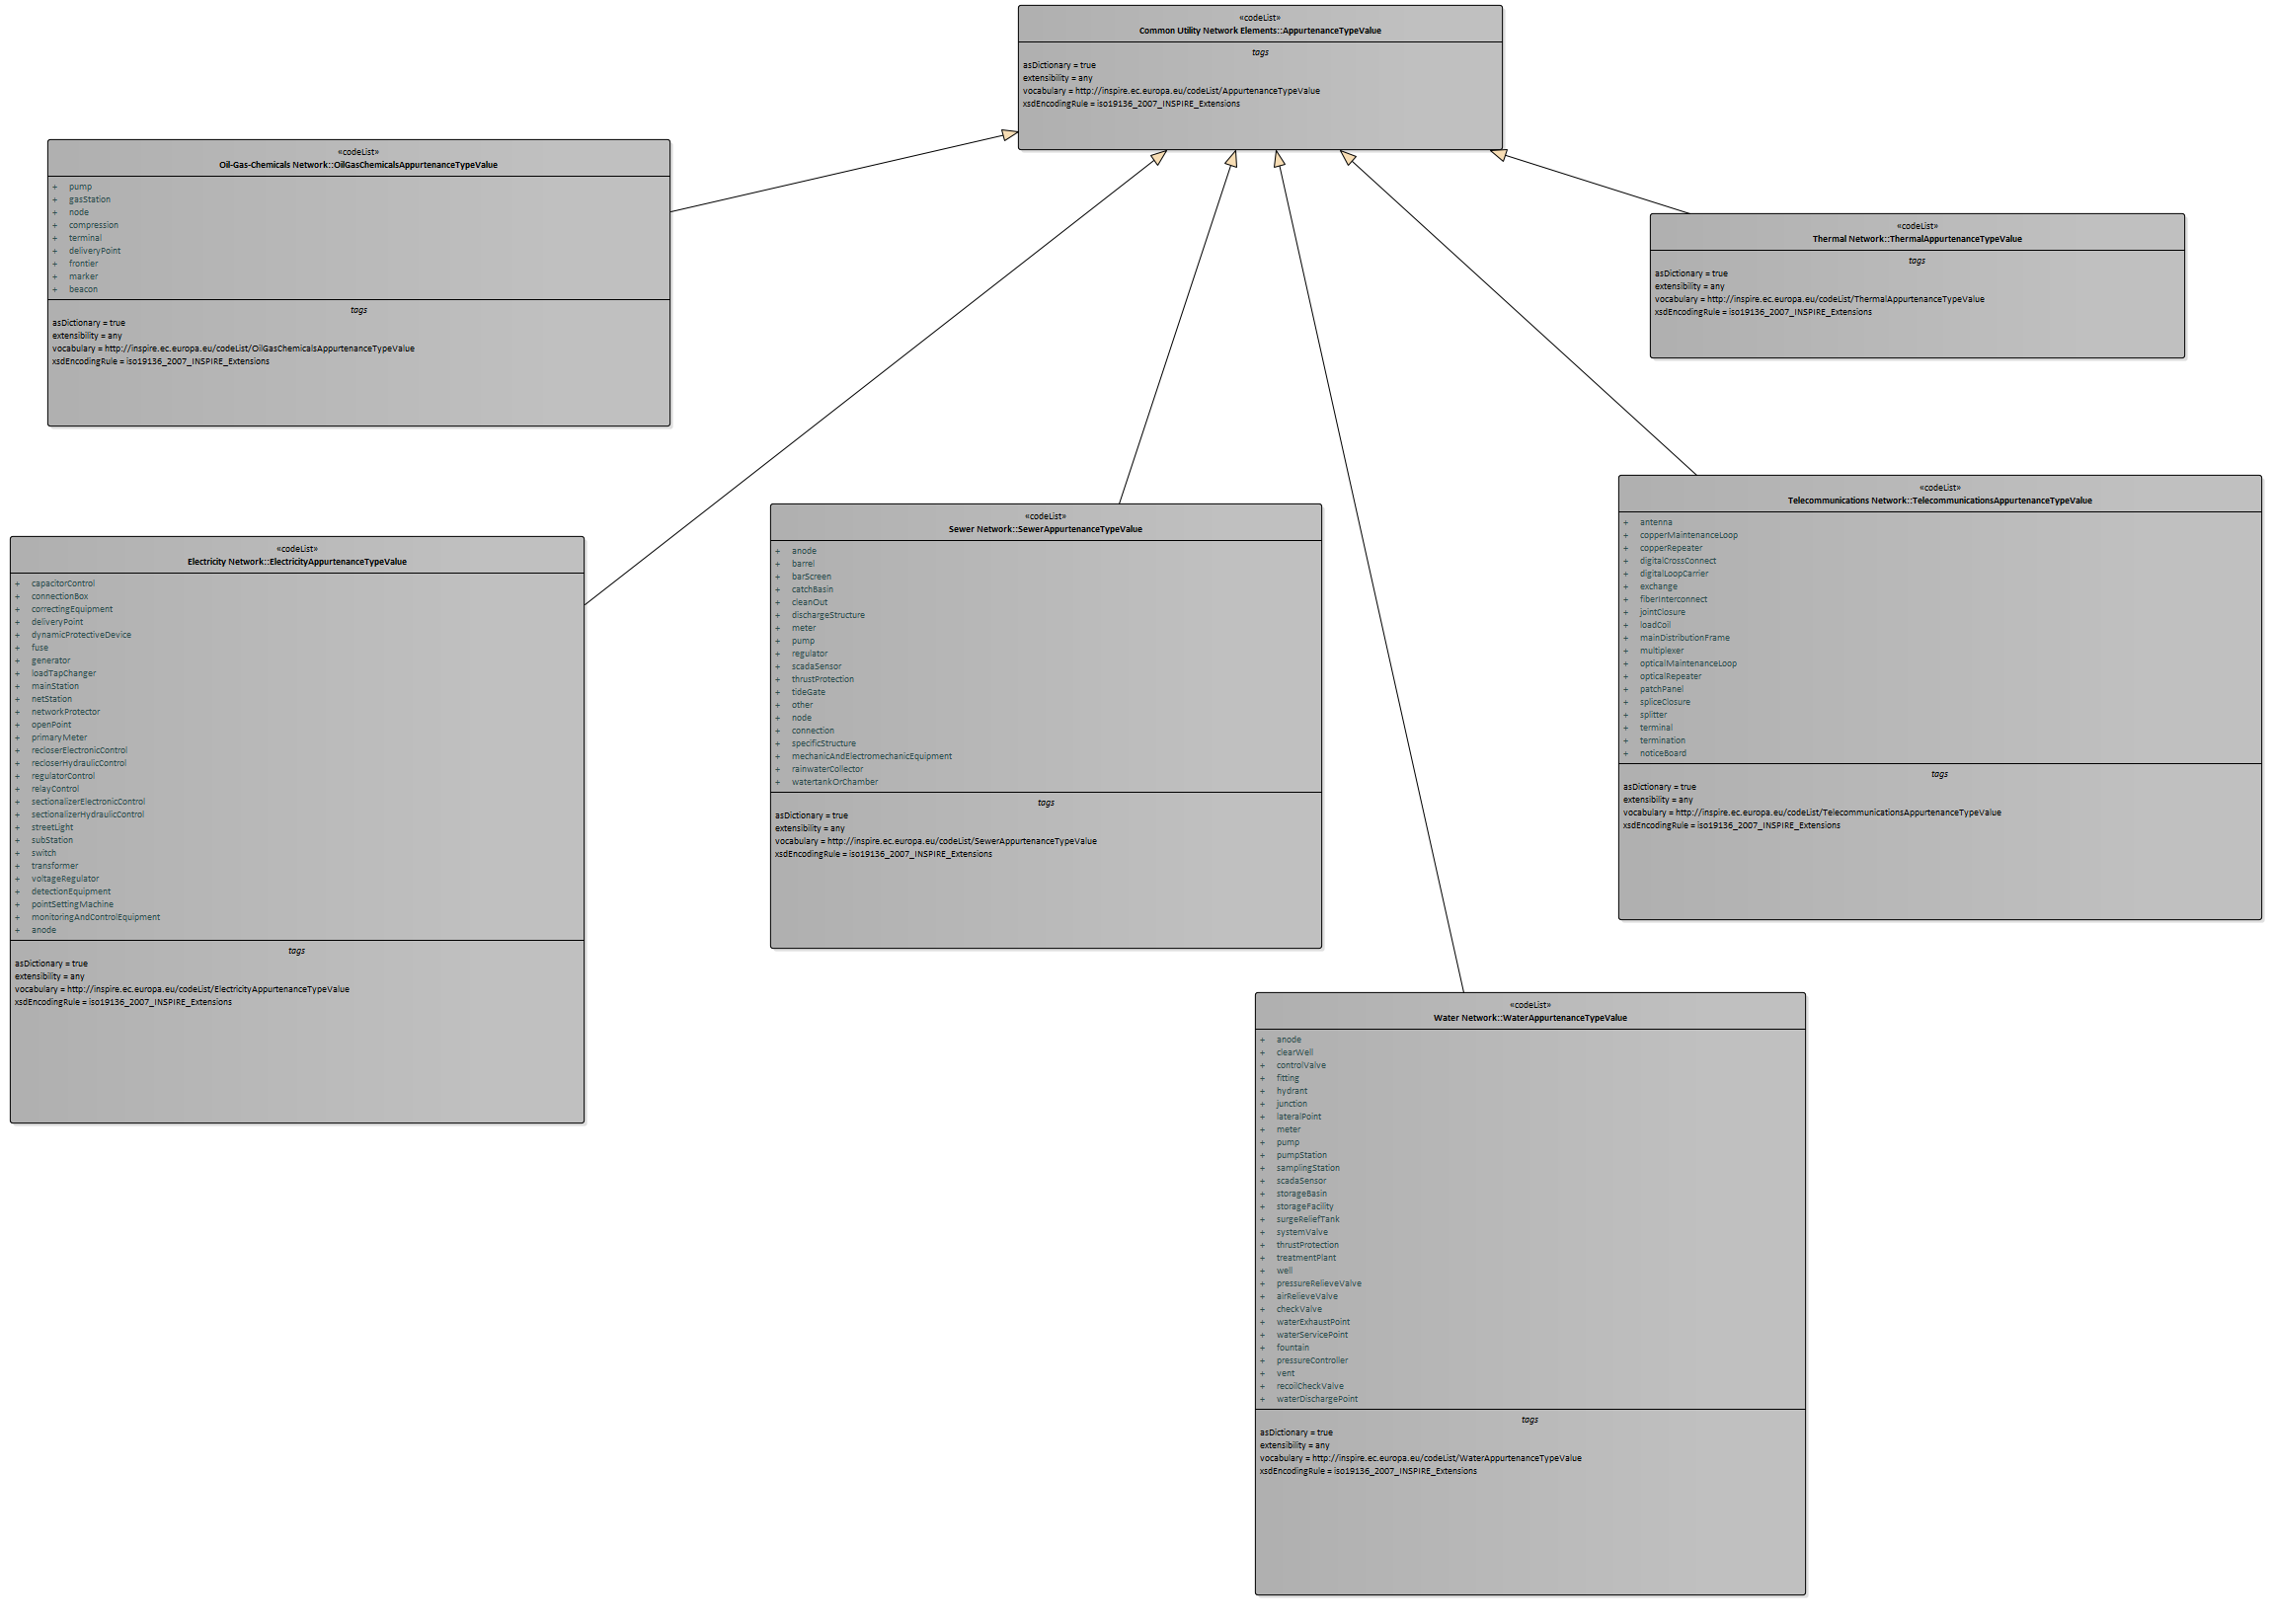 «codeList»
Common Utility Network Elements::AppurtenanceTypeValue
tags
asDictionary = true
extensibility = any
vocabulary = http://inspire.ec.europa.eu/codeList/AppurtenanceTypeValue
xsdEncodingRule = iso19136_2007_INSPIRE_Extensions
«codeList»
Oil-Gas-Chemicals Network::OilGasChemicalsAppurtenanceTypeValue
+ pump
+ gasStation
+ node
+ compression
+ terminal
+ deliveryPoint
+ frontier
+ marker
+ beacon
tags
asDictionary = true
extensibility = any
vocabulary = http://inspire.ec.europa.eu/codeList/OilGasChemicalsAppurtenanceTypeValue
xsdEncodingRule = iso19136_2007_INSPIRE_Extensions
«codeList»
Thermal Network::ThermalAppurtenanceTypeValue
tags
asDictionary = true
extensibility = any
vocabulary = http://inspire.ec.europa.eu/codeList/ThermalAppurtenanceTypeValue
xsdEncodingRule = iso19136_2007_INSPIRE_Extensions
«codeList»
Electricity Network::ElectricityAppurtenanceTypeValue
+ capacitorControl
+ connectionBox
+ correctingEquipment
+ deliveryPoint
+ dynamicProtectiveDevice
+ fuse
+ generator
+ loadTapChanger
+ mainStation
+ netStation
+ networkProtector
+ openPoint
+ primaryMeter
+ recloserElectronicControl
+ recloserHydraulicControl
+ regulatorControl
+ relayControl
+ sectionalizerElectronicControl
+ sectionalizerHydraulicControl
+ streetLight
+ subStation
+ switch
+ transformer
+ voltageRegulator
+ detectionEquipment
+ pointSettingMachine
+ monitoringAndControlEquipment
+ anode
tags
asDictionary = true
extensibility = any
vocabulary = http://inspire.ec.europa.eu/codeList/ElectricityAppurtenanceTypeValue
xsdEncodingRule = iso19136_2007_INSPIRE_Extensions
«codeList»
Sewer Network::SewerAppurtenanceTypeValue
+ anode
+ barrel
+ barScreen
+ catchBasin
+ cleanOut
+ dischargeStructure
+ meter
+ pump
+ regulator
+ scadaSensor
+ thrustProtection
+ tideGate
+ other
+ node
+ connection
+ specificStructure
+ mechanicAndElectromechanicEquipment
+ rainwaterCollector
+ watertankOrChamber
tags
asDictionary = true
extensibility = any
vocabulary = http://inspire.ec.europa.eu/codeList/SewerAppurtenanceTypeValue
xsdEncodingRule = iso19136_2007_INSPIRE_Extensions
«codeList»
Telecommunications Network::TelecommunicationsAppurtenanceTypeValue
+ antenna
+ copperMaintenanceLoop
+ copperRepeater
+ digitalCrossConnect
+ digitalLoopCarrier
+ exchange
+ fiberInterconnect
+ jointClosure
+ loadCoil
+ mainDistributionFrame
+ multiplexer
+ opticalMaintenanceLoop
+ opticalRepeater
+ patchPanel
+ spliceClosure
+ splitter
+ terminal
+ termination
+ noticeBoard
tags
asDictionary = true
extensibility = any
vocabulary = http://inspire.ec.europa.eu/codeList/TelecommunicationsAppurtenanceTypeValue
xsdEncodingRule = iso19136_2007_INSPIRE_Extensions
«codeList»
Water Network::WaterAppurtenanceTypeValue
+ anode
+ clearWell
+ controlValve
+ fitting
+ hydrant
+ junction
+ lateralPoint
+ meter
+ pump
+ pumpStation
+ samplingStation
+ scadaSensor
+ storageBasin
+ storageFacility
+ surgeReliefTank
+ systemValve
+ thrustProtection
+ treatmentPlant
+ well
+ pressureRelieveValve
+ airRelieveValve
+ checkValve
+ waterExhaustPoint
+ waterServicePoint
+ fountain
+ pressureController
+ vent
+ recoilCheckValve
+ waterDischargePoint
tags
asDictionary = true
extensibility = any
vocabulary = http://inspire.ec.europa.eu/codeList/WaterAppurtenanceTypeValue
xsdEncodingRule = iso19136_2007_INSPIRE_Extensions